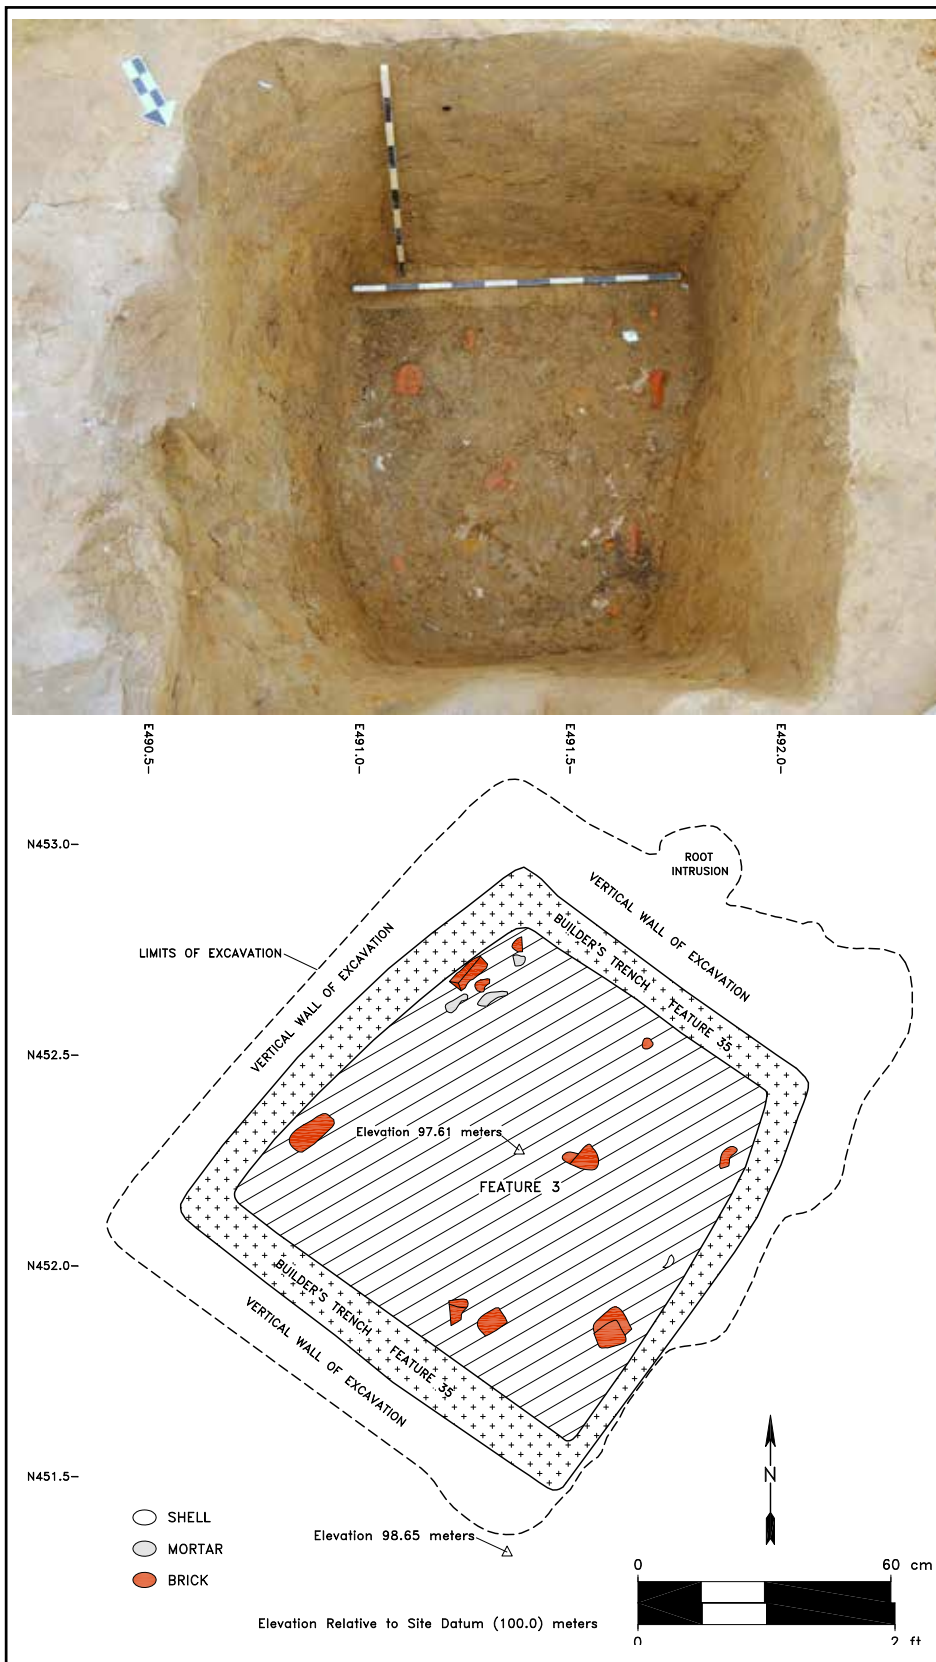 E490.5-
E491.0-
E491.5-
E492.0-
N453.0-
ROOT
INTRUSION
VERTICAL WALL OF EXCAVATION
BUILDER'S TRENCH FEATURE 35
LIMITS OF EXCAVATION
VERTICAL WALL OF EXCAVATION
N452.5-
Elevation 97.61 meters
FEATURE 3
N452.0-
BUILDER'S TRENCH FEATURE 35
VERTICAL WALL OF EXCAVATION
N451.5-
N
SHELL
MORTAR
BRICK
Elevation 98.65 meters
0 60 cm
Elevation Relative to Site Datum (100.0) meters
0 2 ft